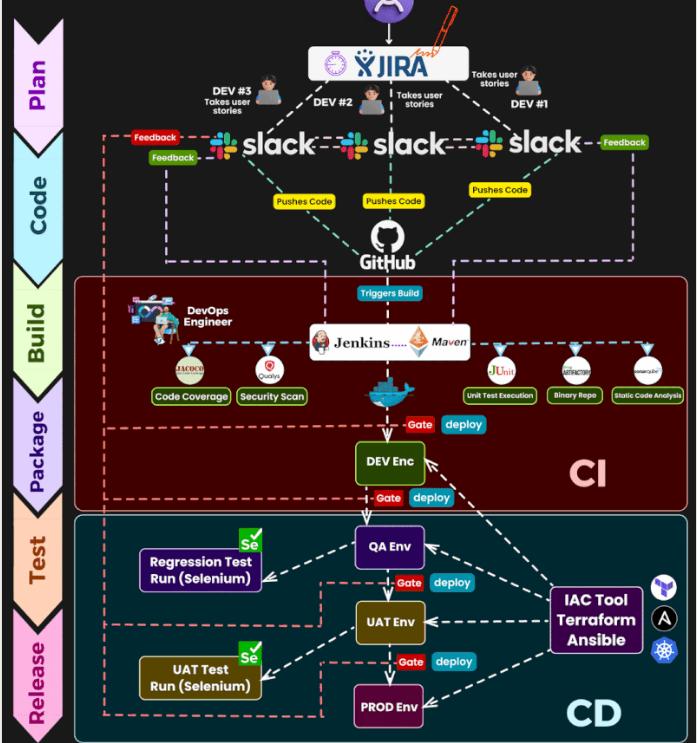 Plan
Code
Build
Package
Test
Release
JIRA
DEV #3
Takes user
stories
DEV #2
Takes user
stories
Takes user
stories
DEV #1
Feedback
Feedback
slack
slack
slack
Feedback
Pushes Code
Pushes Code
Pushes Code
GitHub
Triggers Build
DevOps
Engineer
Jenkins
Maven
JACOCO
Code Coverage
Qualys
Security Scan
JUnit
Unit Test Execution
ARTIFACTORY
Binary Repo
Static Code Analysis
Gate
deploy
DEV Enc
CI
Gate
deploy
QA Env
Se
Regression Test
Run (Selenium)
Gate
deploy
UAT Env
IAC Tool
Terraform
Ansible
Se
UAT Test
Run (Selenium)
Gate
deploy
PROD Env
CD